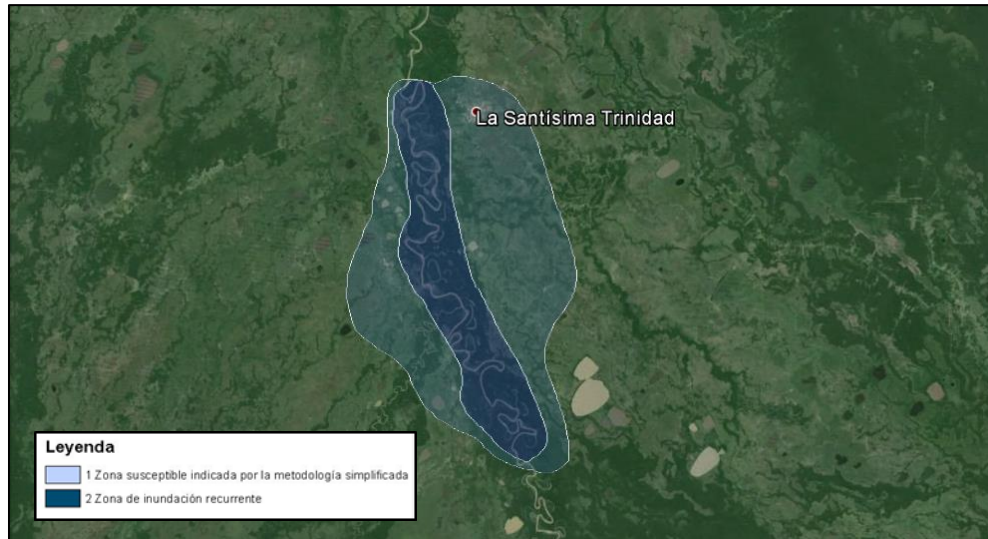 La Santísima Trinidad
Leyenda
1 Zona susceptible indicada por la metodología simplificada
2 Zona de inundación recurrente